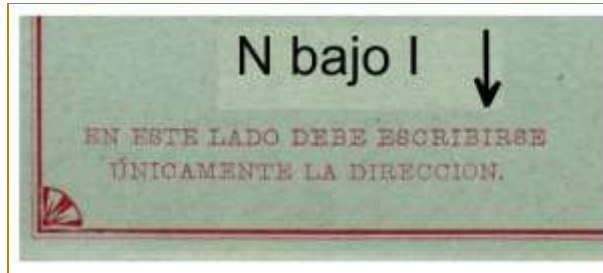 N bajo I
EN ESTE LADO DEBE ESCRIBIRSE
ÚNICAMENTE LA DIRECCION.